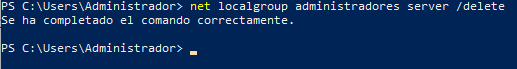 PS C:\Users\Administrador> net localgroup administradores server /delete
Se ha completado el comando correctamente.
PS C:\Users\Administrador>